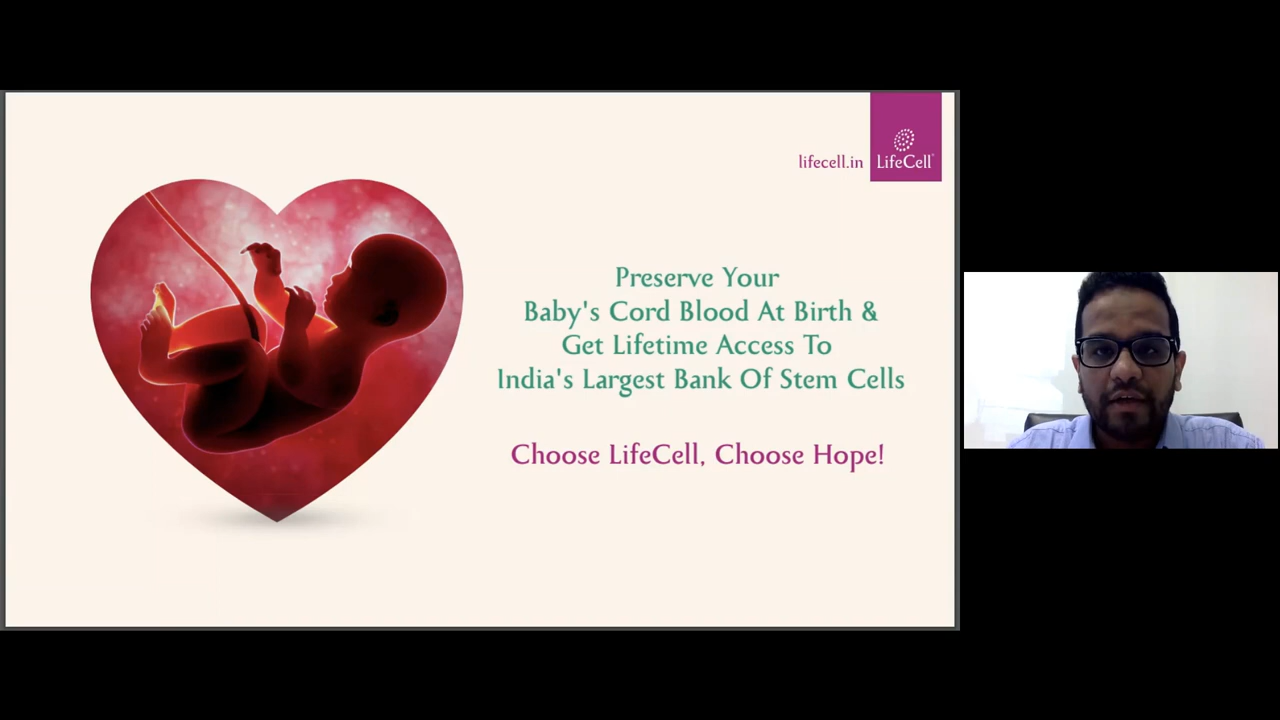 lifecell.in
LifeCell
Preserve Your
Baby's Cord Blood At Birth &
Get Lifetime Access To
India's Largest Bank Of Stem Cells
Choose LifeCell, Choose Hope!